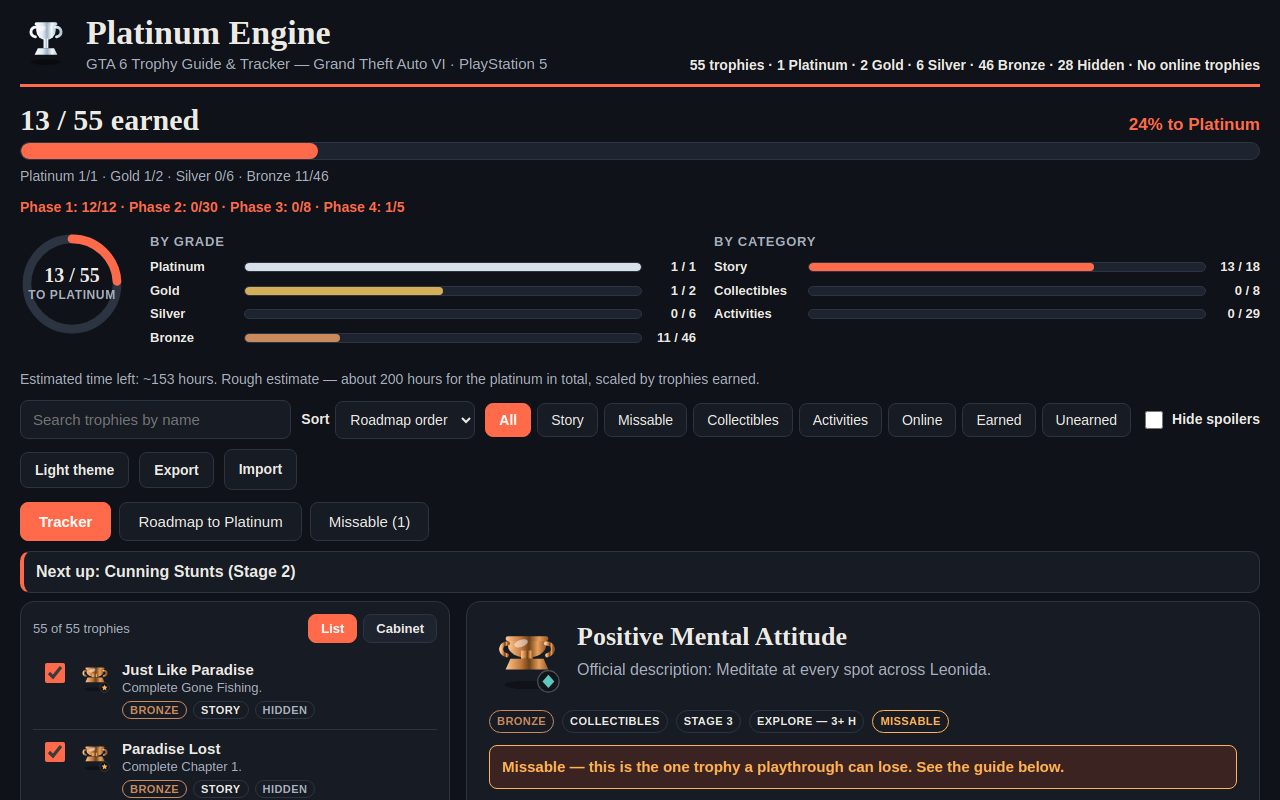 Platinum Engine
GTA 6 Trophy Guide & Tracker — Grand Theft Auto VI · PlayStation 5
55 trophies · 1 Platinum · 2 Gold · 6 Silver · 46 Bronze · 28 Hidden · No online trophies
13 / 55 earned
24% to Platinum
Platinum 1/1 · Gold 1/2 · Silver 0/6 · Bronze 11/46
Phase 1: 12/12 · Phase 2: 0/30 · Phase 3: 0/8 · Phase 4: 1/5
13 / 55
TO PLATINUM
BY GRADE
Platinum 1 / 1
Gold 1 / 2
Silver 0 / 6
Bronze 11 / 46
BY CATEGORY
Story 13 / 18
Collectibles 0 / 8
Activities 0 / 29
Estimated time left: ~153 hours. Rough estimate — about 200 hours for the platinum in total, scaled by trophies earned.
Search trophies by name Sort Roadmap order All Story Missable Collectibles Activities Online Earned Unearned Hide spoilers
Light theme Export Import
Tracker Roadmap to Platinum Missable (1)
Next up: Cunning Stunts (Stage 2)
55 of 55 trophies List Cabinet
Just Like Paradise
Complete Gone Fishing.
BRONZE STORY HIDDEN
Paradise Lost
Complete Chapter 1.
BRONZE STORY HIDDEN
Positive Mental Attitude
Official description: Meditate at every spot across Leonida.
BRONZE COLLECTIBLES STAGE 3 EXPLORE — 3+ H MISSABLE
Missable — this is the one trophy a playthrough can lose. See the guide below.